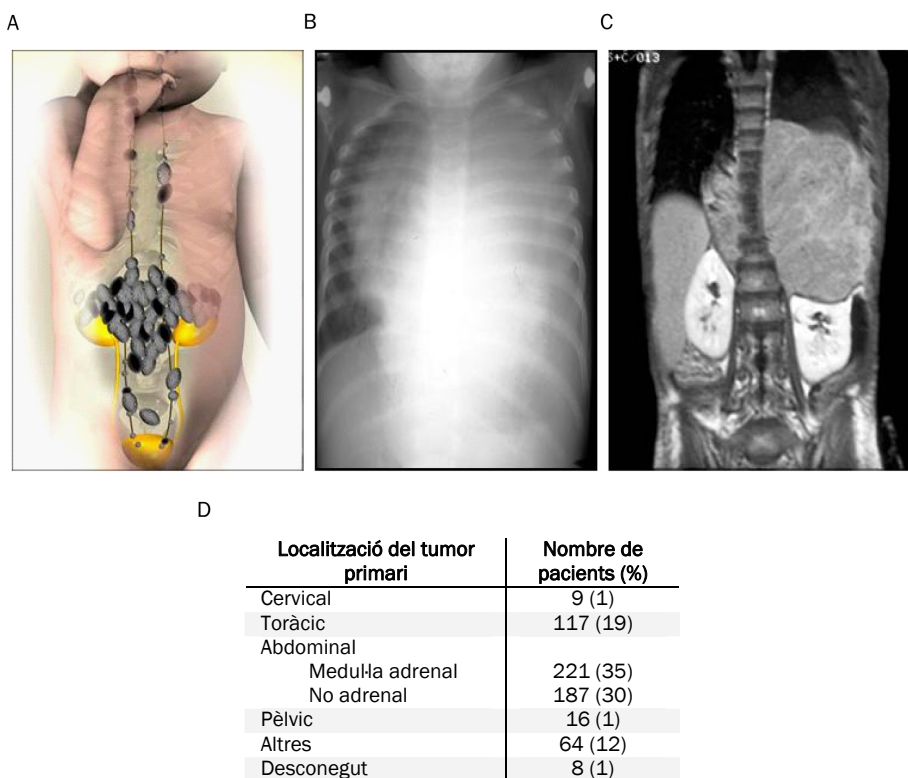 A
B
C
S+C/013
D
Localització del tumor primari
Nombre de pacients (%)
Cervical 9 (1)
Toràcic 117 (19)
Abdominal
Medul·la adrenal 221 (35)
No adrenal 187 (30)
Pèlvic 16 (1)
Altres 64 (12)
Desconegut 8 (1)